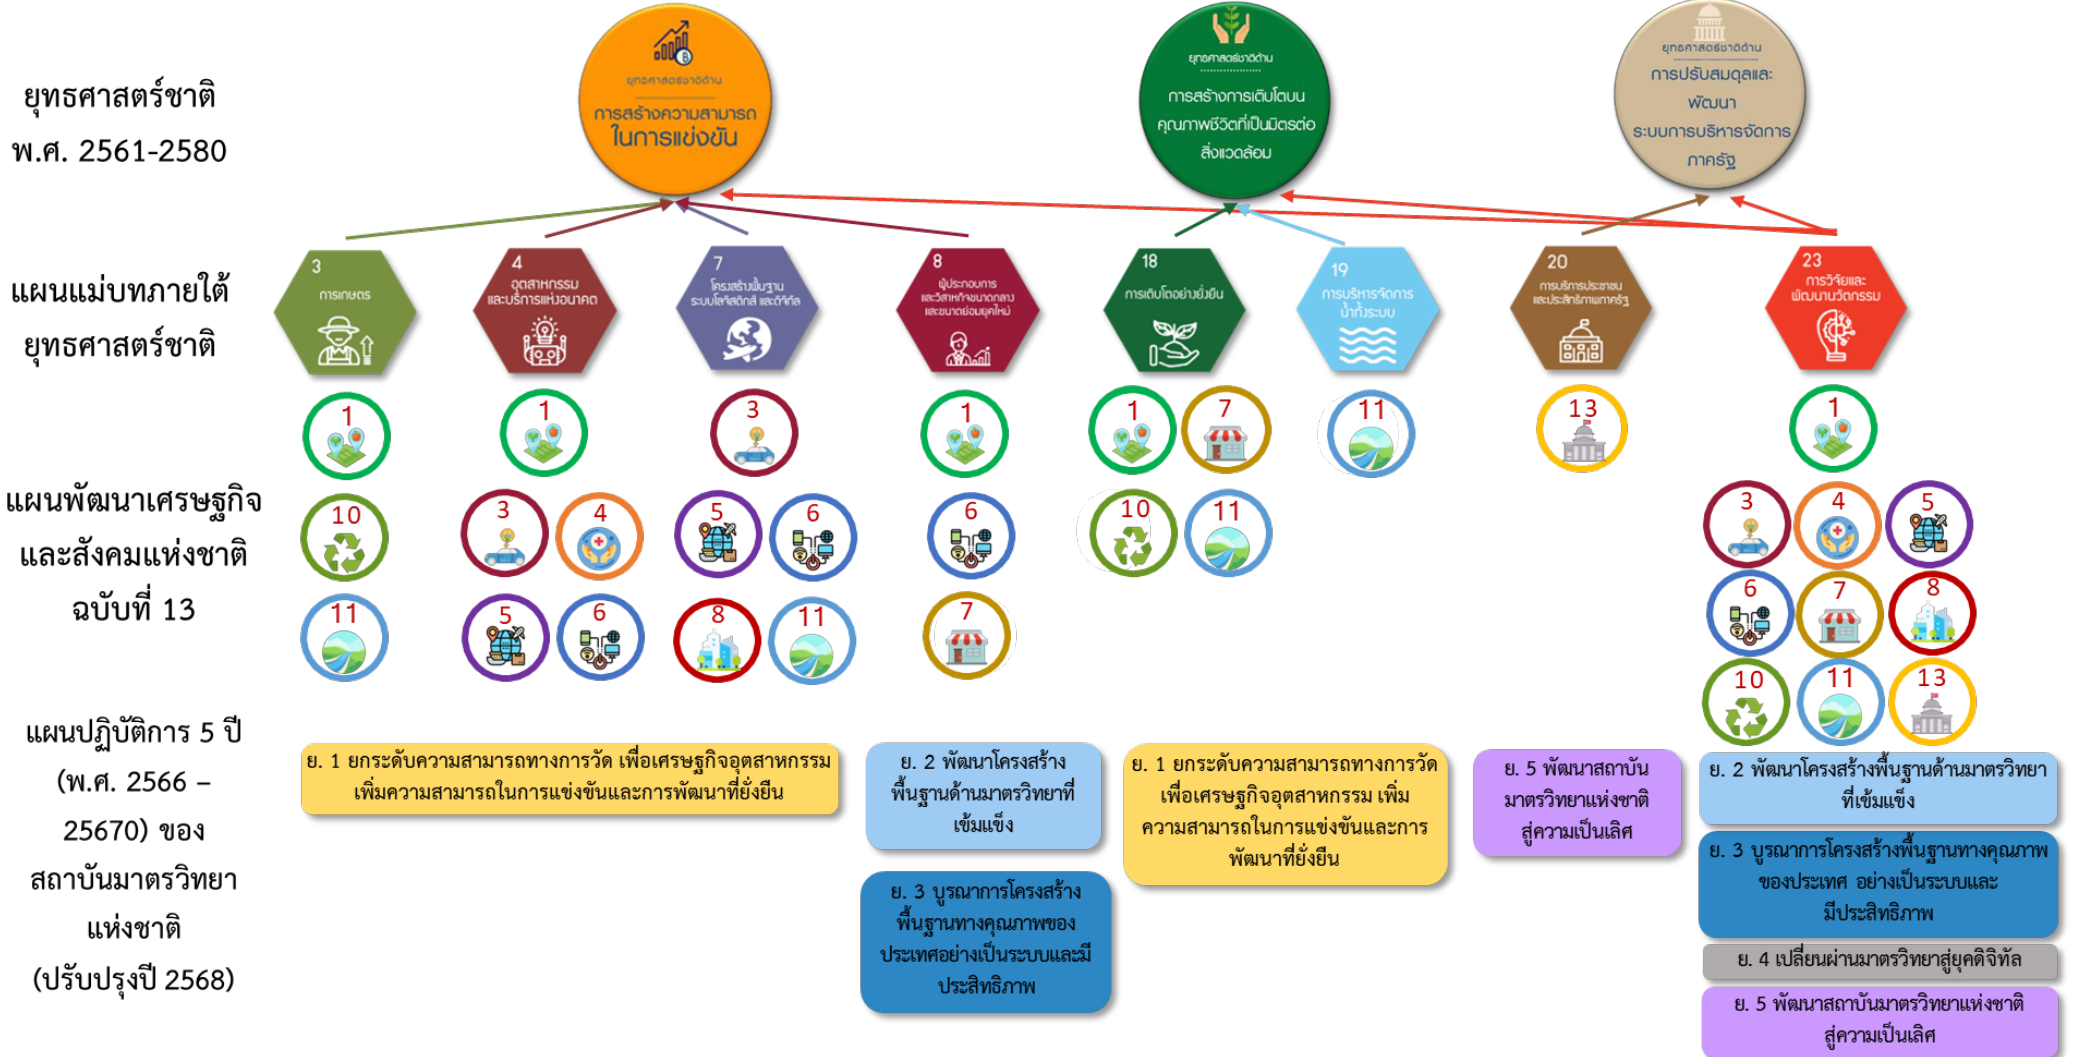 ยุทธศาสตร์ชาติ
พ.ศ. 2561-2580
ยุทธศาสตร์ชาติด้าน
การสร้างความสามารถ
ในการแข่งขัน
ยุทธศาสตร์ชาติด้าน
การสร้างการเติบโตบน
คุณภาพชีวิตที่เป็นมิตรต่อ
สิ่งแวดล้อม
ยุทธศาสตร์ชาติด้าน
การปรับสมดุลและ
พัฒนา
ระบบการบริหารจัดการ
ภาครัฐ
แผนแม่บทภายใต้
ยุทธศาสตร์ชาติ
3
การเกษตร
4
อุตสาหกรรม
และบริการแห่งอนาคต
7
โครงสร้างพื้นฐาน
ระบบโลจิสติกส์ และดิจิทัล
8
ผู้ประกอบการ
และวิสาหกิจขนาดกลาง
และขนาดย่อมยุคใหม่
18
การเติบโตอย่างยั่งยืน
19
การบริหารจัดการ
น้ำทั้งระบบ
20
การบริการประชาชน
และประสิทธิภาพภาครัฐ
23
การวิจัยและ
พัฒนานวัตกรรม
แผนพัฒนาเศรษฐกิจ
และสังคมแห่งชาติ
ฉบับที่ 13
1
10
11
1
3 4
5 6
3
5 6
8 11
1
6
7
1 7
10 11
11
13
1
3 4 5
6 7 8
10 11 13
แผนปฏิบัติการ 5 ปี
(พ.ศ. 2566 –
25670) ของ
สถาบันมาตรวิทยา
แห่งชาติ
(ปรับปรุงปี 2568)
ย. 1 ยกระดับความสามารถทางการวัด เพื่อเศรษฐกิจอุตสาหกรรม
เพิ่มความสามารถในการแข่งขันและการพัฒนาที่ยั่งยืน
ย. 2 พัฒนาโครงสร้าง
พื้นฐานด้านมาตรวิทยาที่
เข้มแข็ง
ย. 3 บูรณาการโครงสร้าง
พื้นฐานทางคุณภาพของ
ประเทศอย่างเป็นระบบและมี
ประสิทธิภาพ
ย. 1 ยกระดับความสามารถทางการวัด
เพื่อเศรษฐกิจอุตสาหกรรม เพิ่ม
ความสามารถในการแข่งขันและการ
พัฒนาที่ยั่งยืน
ย. 5 พัฒนาสถาบัน
มาตรวิทยาแห่งชาติ
สู่ความเป็นเลิศ
ย. 2 พัฒนาโครงสร้างพื้นฐานด้านมาตรวิทยา
ที่เข้มแข็ง
ย. 3 บูรณาการโครงสร้างพื้นฐานทางคุณภาพ
ของประเทศ อย่างเป็นระบบและ
มีประสิทธิภาพ
ย. 4 เปลี่ยนผ่านมาตรวิทยาสู่ยุคดิจิทัล
ย. 5 พัฒนาสถาบันมาตรวิทยาแห่งชาติ
สู่ความเป็นเลิศ